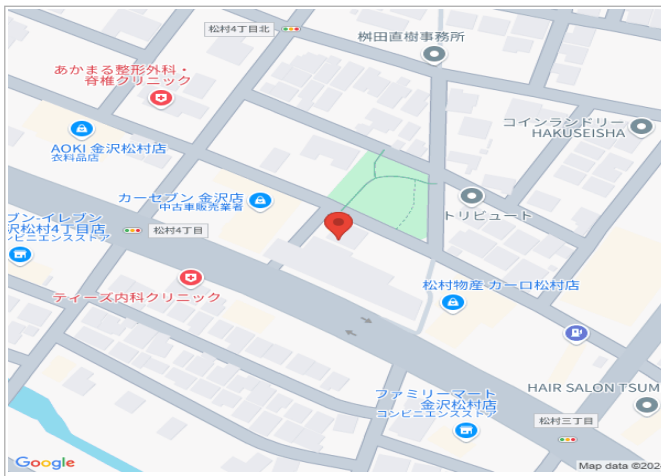 松村4丁目北
桝田直樹事務所
あかまる整形外科・
脊椎クリニック
コインランドリー
HAKUSEISHA
AOKI 金沢松村店
衣料品店
カーセブン 金沢店
中古車販売業者
トリビュート
ブン-イレブン
沢松村4丁目店
ンビニエンスストア
松村4丁目
ティーズ内科クリニック
松村物産 カーロ松村店
ファミリーマート
金沢松村店
コンビニエンスストア
HAIR SALON TSUM
松村三丁目
Google
Map data ©202